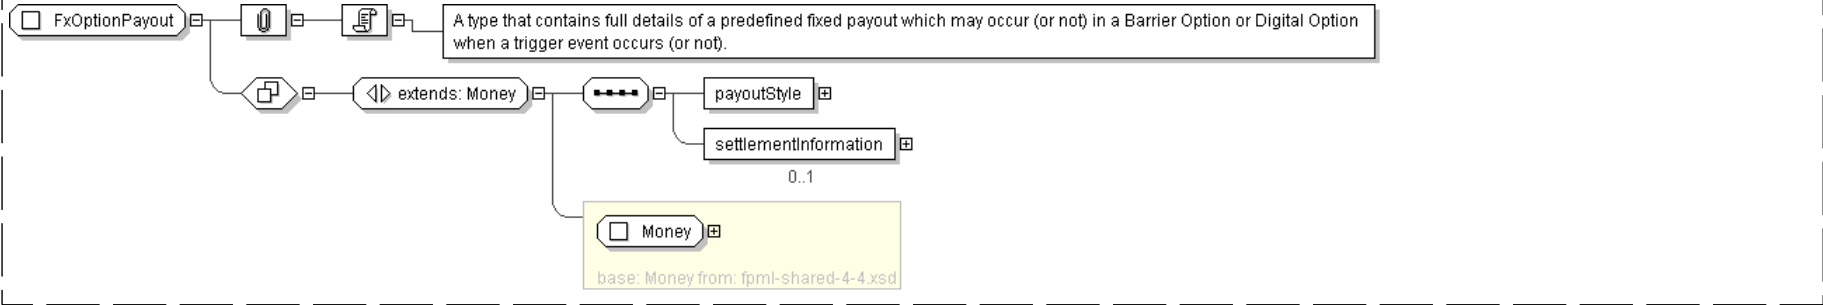 FxOptionPayout
A type that contains full details of a predefined fixed payout which may occur (or not) in a Barrier Option or Digital Option
when a trigger event occurs (or not).
extends: Money
payoutStyle
settlementInformation
0..1
Money
base: Money from: fpml-shared-4-4.xsd